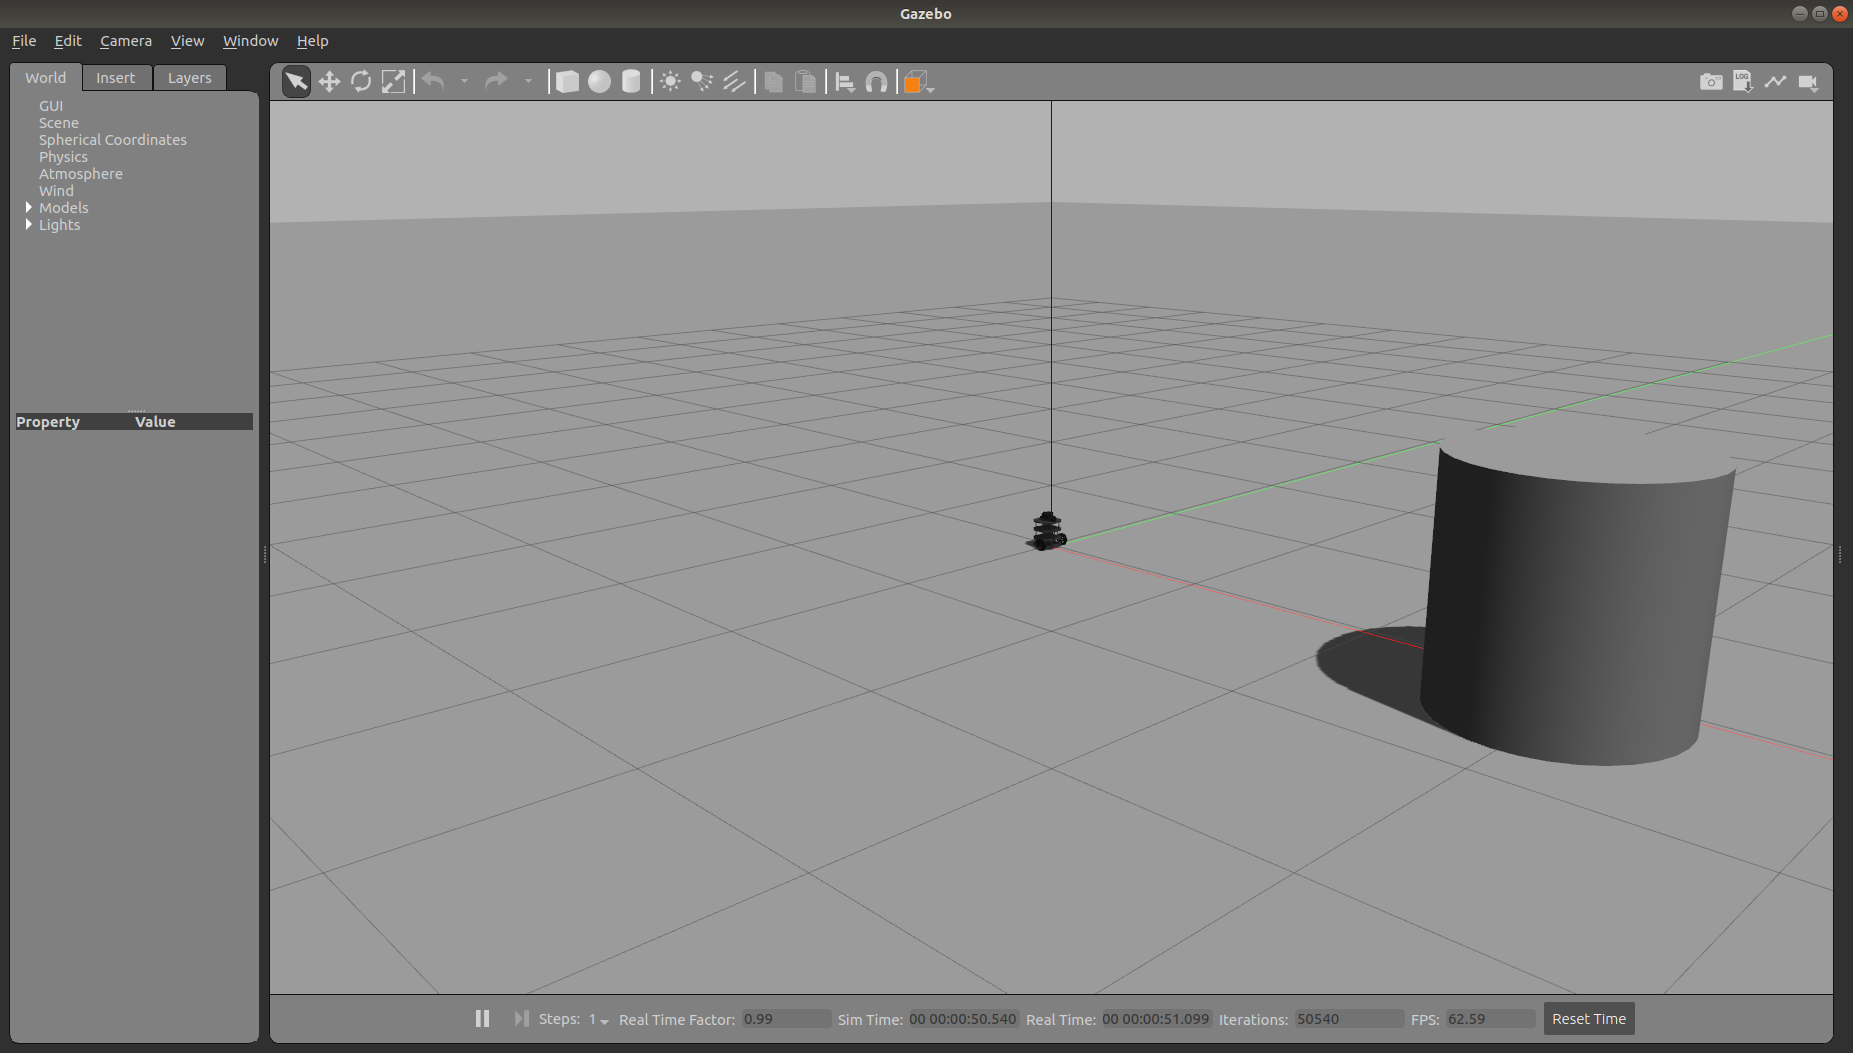 Gazebo
File Edit Camera View Window Help
World Insert Layers
LOG
GUI
Scene
Spherical Coordinates
Physics
Atmosphere
Wind
Models
Lights
Property Value
Steps: 1 Real Time Factor: 0.99 Sim Time: 00 00:00:50.540 Real Time: 00 00:00:51.099 Iterations: 50540 FPS: 62.59 Reset Time